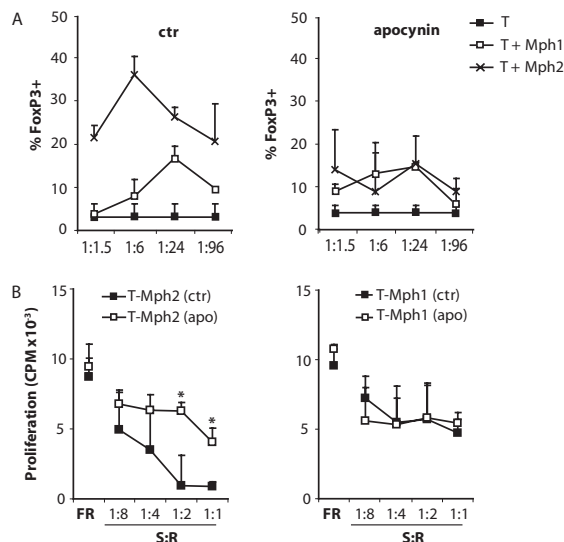 A
ctr
apocynin
T
T + Mph1
T + Mph2
% FoxP3+
50
40
30
20
10
0
1:1.5 1:6 1:24 1:96
% FoxP3+
50
40
30
20
10
0
1:1.5 1:6 1:24 1:96
B
T-Mph2 (ctr)
T-Mph2 (apo)
Proliferation (CPM x10⁻³)
15
10
5
0
* *
FR 1:8 1:4 1:2 1:1
S:R
T-Mph1 (ctr)
T-Mph1 (apo)
15
10
5
0
FR 1:8 1:4 1:2 1:1
S:R